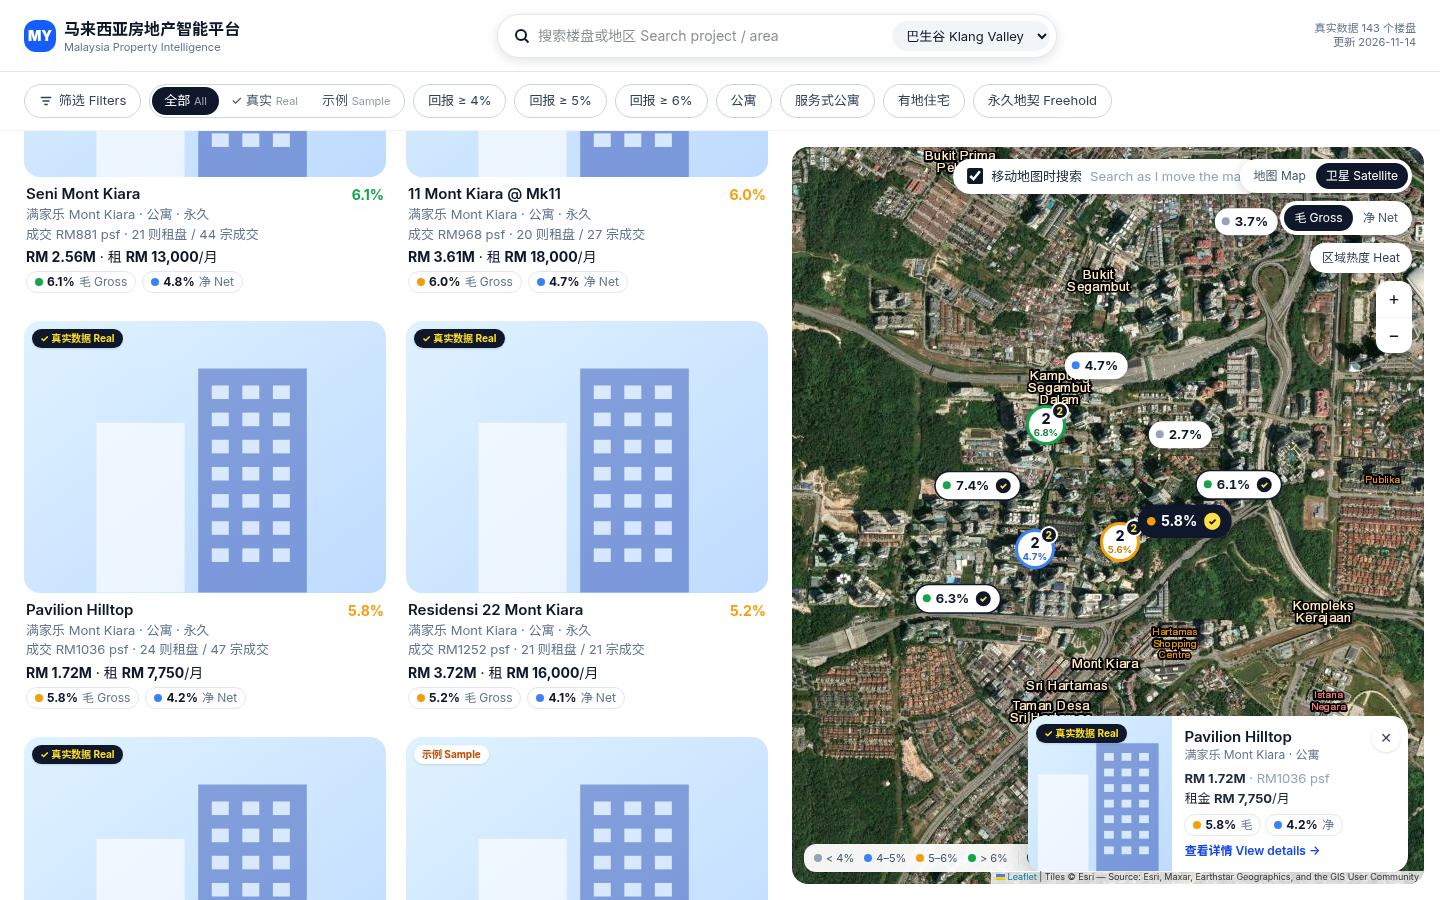 MY
马来西亚房地产智能平台
Malaysia Property Intelligence
搜索楼盘或地区 Search project / area
巴生谷 Klang Valley
真实数据 143 个楼盘
更新 2026-11-14
筛选 Filters
全部 All
✓ 真实 Real
示例 Sample
回报 ≥ 4%
回报 ≥ 5%
回报 ≥ 6%
公寓
服务式公寓
有地住宅
永久地契 Freehold
Seni Mont Kiara
6.1%
满家乐 Mont Kiara · 公寓 · 永久
成交 RM881 psf · 21 则租盘 / 44 宗成交
RM 2.56M · 租 RM 13,000/月
6.1% 毛 Gross
4.8% 净 Net
11 Mont Kiara @ Mk11
6.0%
满家乐 Mont Kiara · 公寓 · 永久
成交 RM968 psf · 20 则租盘 / 27 宗成交
RM 3.61M · 租 RM 18,000/月
6.0% 毛 Gross
4.7% 净 Net
✓ 真实数据 Real
Pavilion Hilltop
5.8%
满家乐 Mont Kiara · 公寓 · 永久
成交 RM1036 psf · 24 则租盘 / 47 宗成交
RM 1.72M · 租 RM 7,750/月
5.8% 毛 Gross
4.2% 净 Net
✓ 真实数据 Real
Residensi 22 Mont Kiara
5.2%
满家乐 Mont Kiara · 公寓 · 永久
成交 RM1252 psf · 21 则租盘 / 21 宗成交
RM 3.72M · 租 RM 16,000/月
5.2% 毛 Gross
4.1% 净 Net
✓ 真实数据 Real
示例 Sample
Bukit Prima
移动地图时搜索 Search as I move the ma
地图 Map
卫星 Satellite
3.7%
毛 Gross
净 Net
区域热度 Heat
+
−
Bukit
Segambut
4.7%
Segambut
Dalam
2
2
6.8%
2.7%
7.4%
6.1%
Publika
5.8%
2
2
4.7%
2
2
5.6%
6.3%
Kompleks
Kerajaan
Hartamas
Shopping
Centre
Mont Kiara
Sri Hartamas
Istana
Negara
Taman Desa
Sri Hartamas
✓ 真实数据 Real
Pavilion Hilltop
满家乐 Mont Kiara · 公寓
RM 1.72M · RM1036 psf
租金 RM 7,750/月
5.8% 毛
4.2% 净
查看详情 View details →
✕
< 4%
4–5%
5–6%
> 6%
Leaflet | Tiles © Esri — Source: Esri, Maxar, Earthstar Geographics, and the GIS User Community